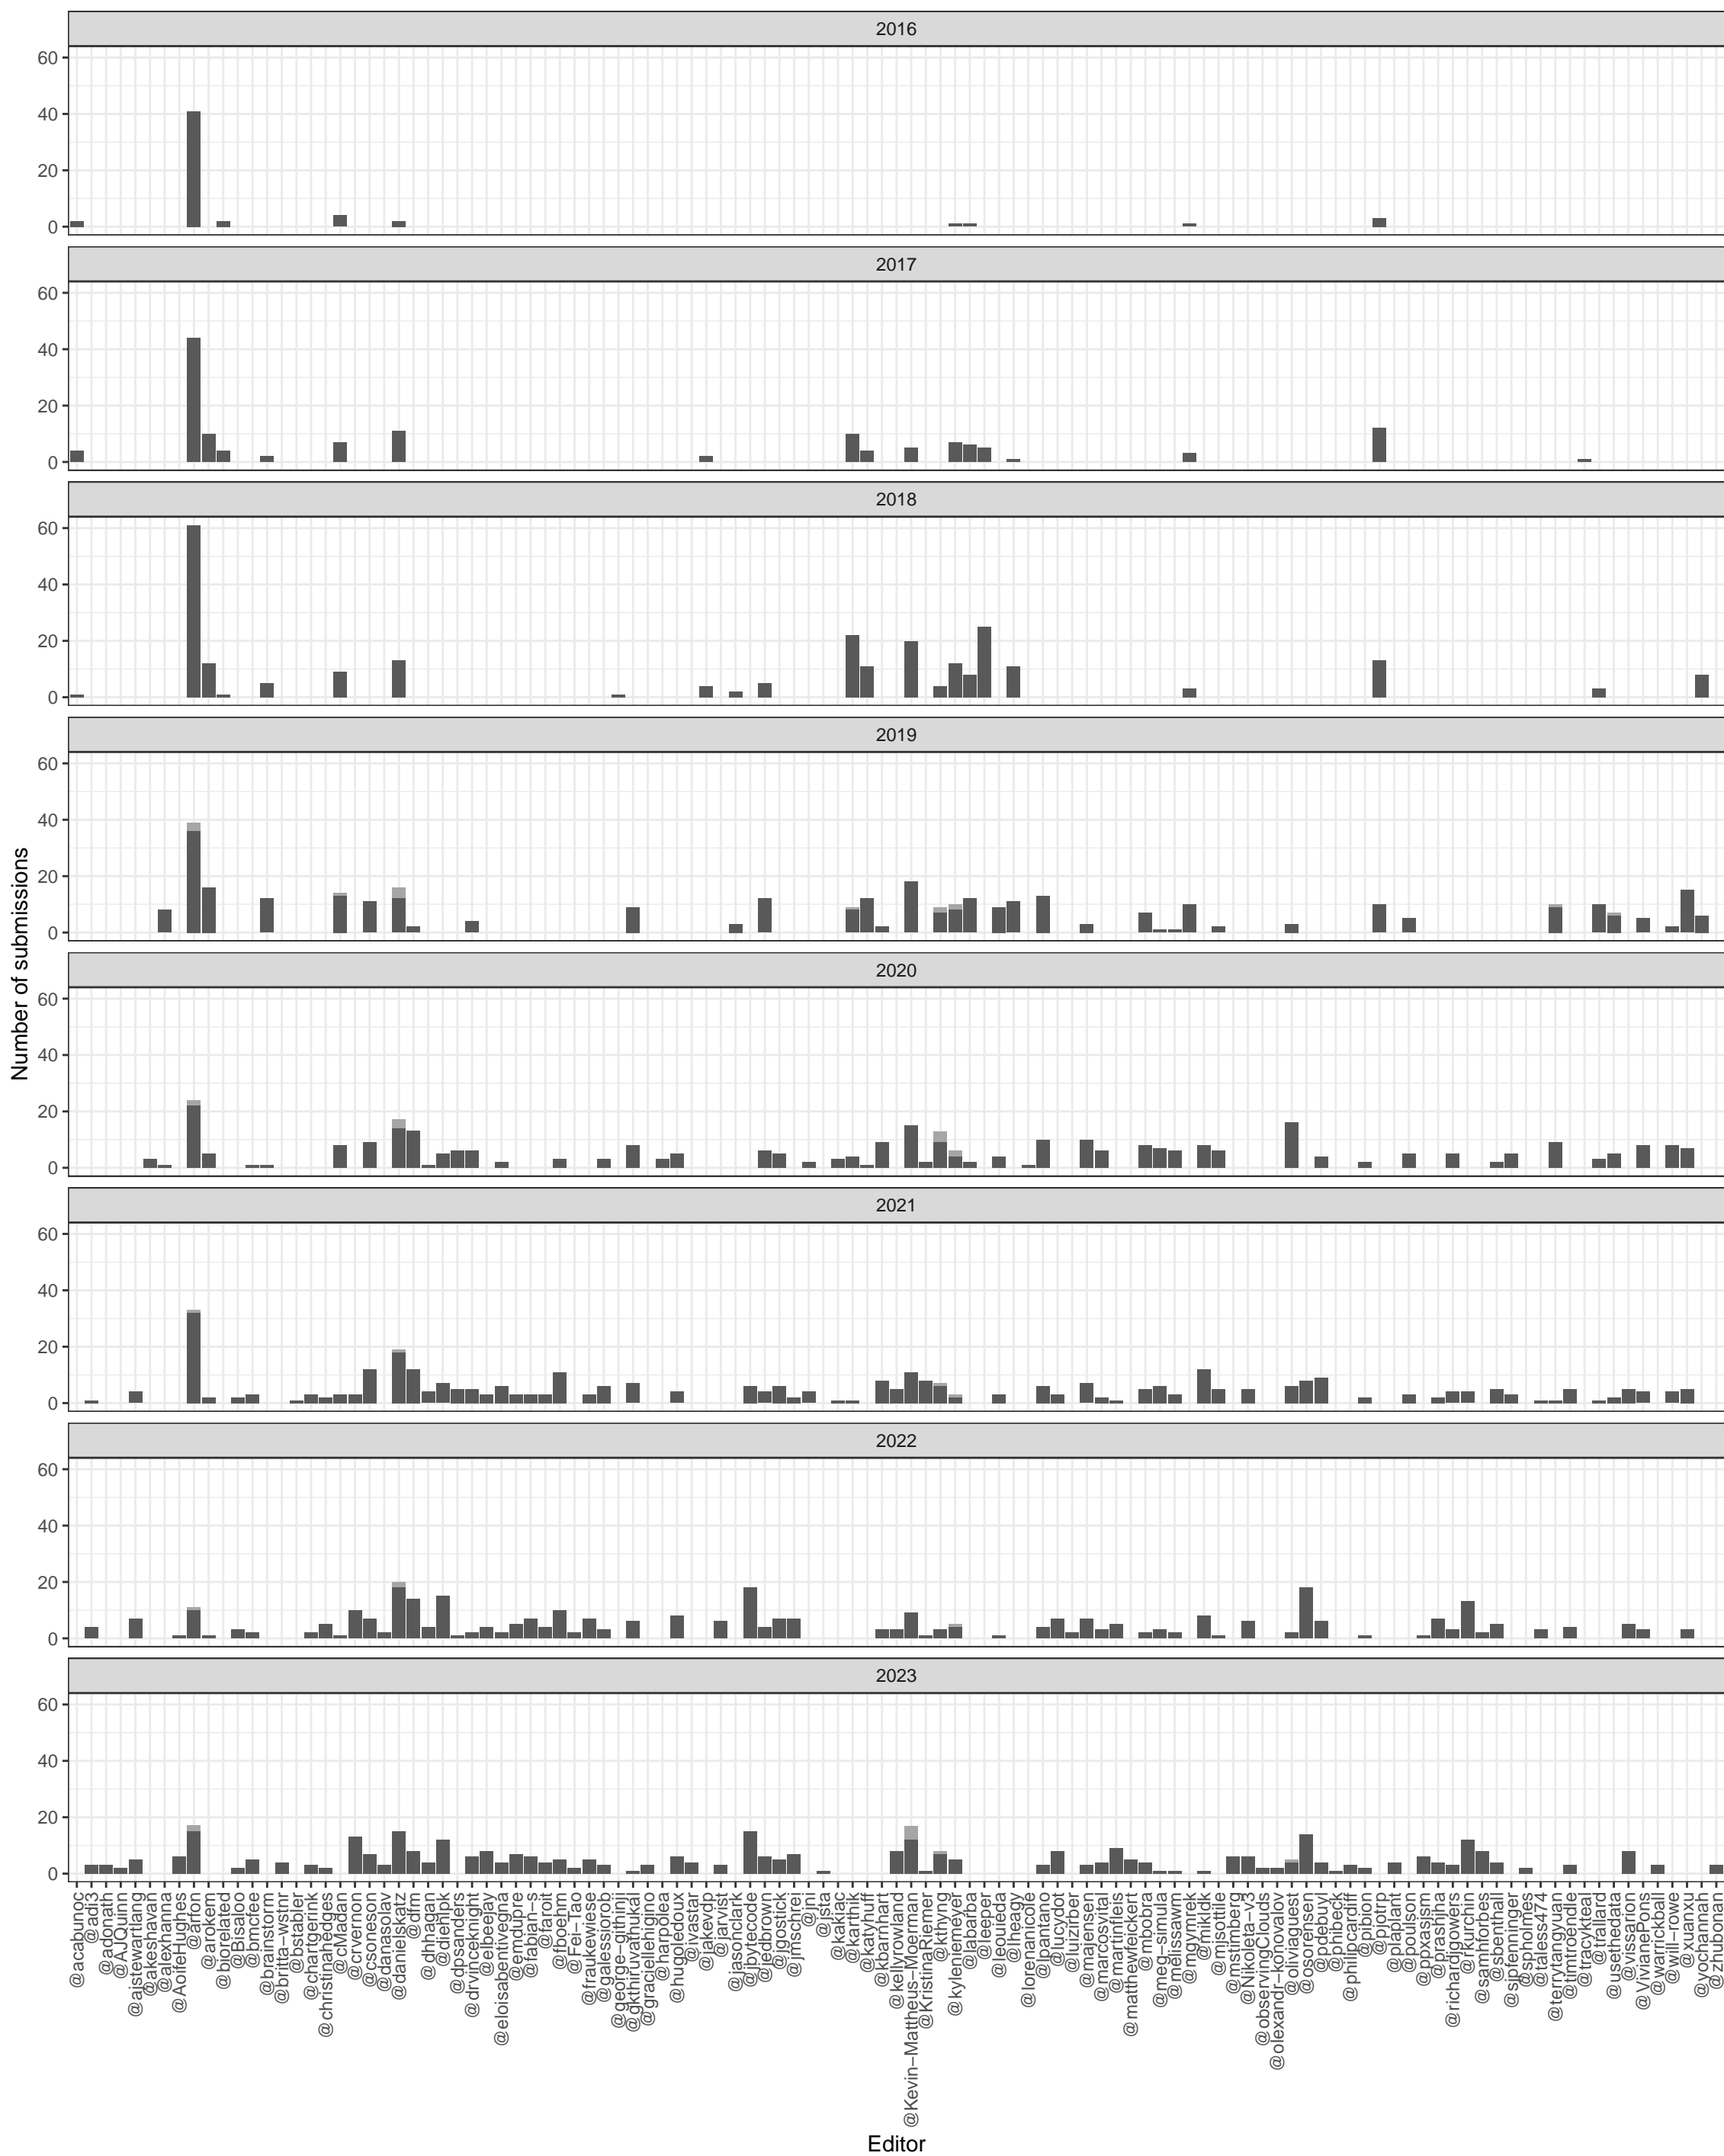 2016
60
40
20
0
2017
60
40
20
0
2018
60
40
20
0
2019
60
40
20
0
2020
60
40
20
0
2021
60
40
20
0
2022
60
40
20
0
2023
60
40
20
0
Number of submissions
@acabunoc
@adi3
@adonath
@AJQuinn
@ajstewartlang
@akeshavan
@alexhanna
@AoifeHughes
@arfon
@arokem
@biorelated
@Bisaloo
@bmcfee
@brainstorm
@britta-wstnr
@bstabler
@chartgerink
@christinahedges
@cMadan
@crvernon
@csoneson
@danasolav
@danielskatz
@dfm
@dhhagan
@diehlpk
@dpsanders
@drvinceknight
@elbeejay
@eloisabentivegna
@emdupre
@fabian-s
@faroit
@fboehm
@Fei-Tao
@fraukewiese
@galessiorob
@george-githinji
@gkthiruvathukal
@graciellehigino
@harpolea
@hugoledoux
@ivastar
@jakevdp
@jarvist
@jasonclark
@jbytecode
@jedbrown
@jgostick
@jmschrei
@jni
@jsta
@kakiac
@karthik
@katyhuff
@kbarnhart
@kellyrowland
@Kevin-Mattheus-Moerman
@KristinaRiemer
@kthyng
@kyleniemeyer
@labarba
@leeper
@leouieda
@lheagy
@lorenanicole
@lpantano
@lucydot
@luizirber
@majensen
@marcosvital
@martinfleis
@matthewfeickert
@mbobra
@meg-simula
@melissawm
@mgymrek
@mikldk
@mjsottile
@mstimberg
@Nikoleta-v3
@observingClouds
@olexandr-konovalov
@oliviaguest
@osorensen
@pdebuyl
@phibeck
@philipcardiff
@pibion
@pjotrp
@plaplant
@poulson
@ppxasjsm
@prashjha
@richardjgowers
@rkurchin
@samhforbes
@sbenthall
@sjpfenninger
@spholmes
@taless474
@terrytangyuan
@timtroendle
@tracykteal
@trallard
@usethedata
@vissarion
@VivianePons
@warrickball
@will-rowe
@xuanxu
@yochannah
@zhubonan
Editor